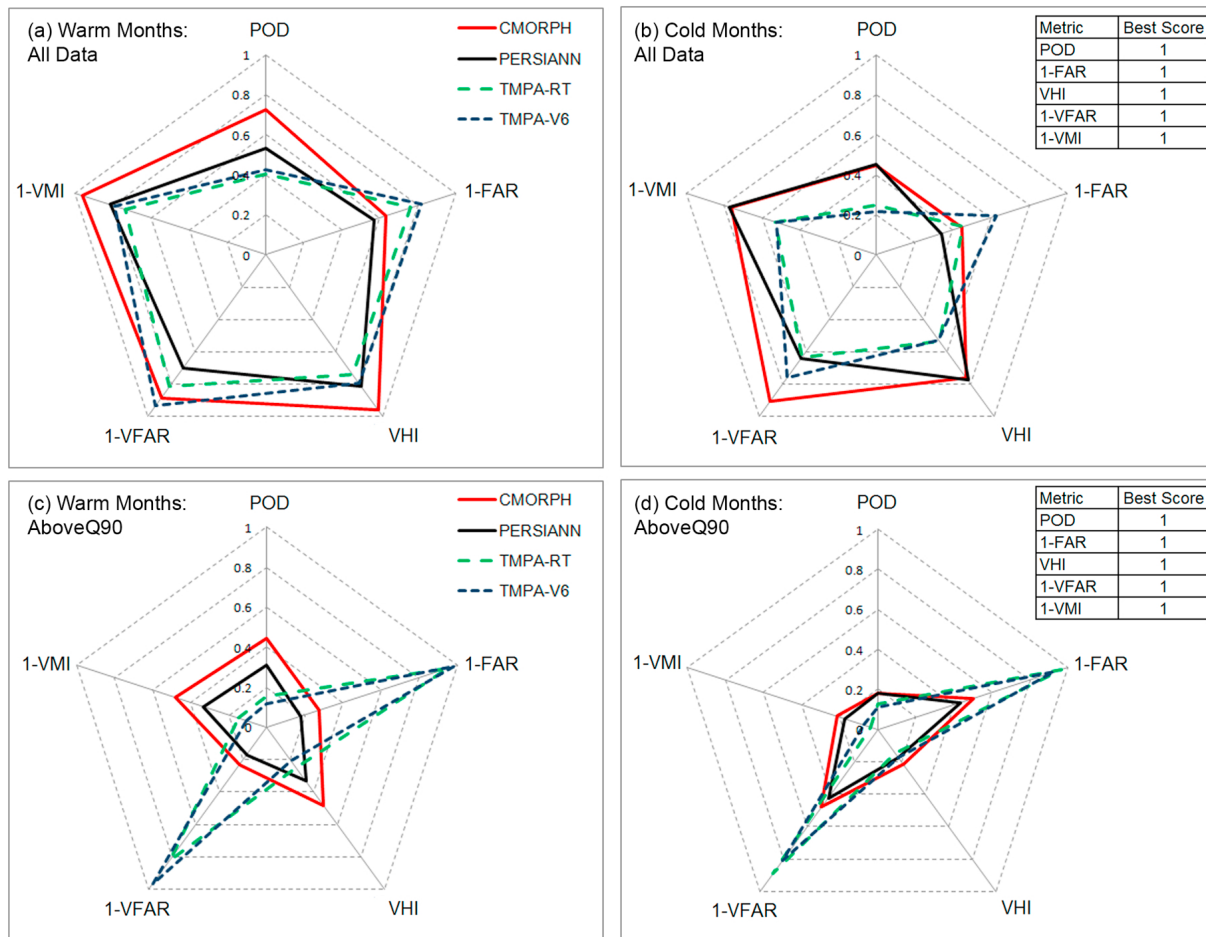 (a) Warm Months:
All Data
POD
CMORPH
PERSIANN
TMPA-RT
TMPA-V6
1
0.8
0.6
0.4
0.2
0
1-VMI
1-FAR
1-VFAR
VHI
(b) Cold Months:
All Data
POD
Metric Best Score
POD 1
1-FAR 1
VHI 1
1-VFAR 1
1-VMI 1
1
0.8
0.6
0.4
0.2
0
1-VMI
1-FAR
1-VFAR
VHI
(c) Warm Months:
AboveQ90
POD
CMORPH
PERSIANN
TMPA-RT
TMPA-V6
1
0.8
0.6
0.4
0.2
0
1-VMI
1-FAR
1-VFAR
VHI
(d) Cold Months:
AboveQ90
POD
Metric Best Score
POD 1
1-FAR 1
VHI 1
1-VFAR 1
1-VMI 1
1
0.8
0.6
0.4
0.2
0
1-VMI
1-FAR
1-VFAR
VHI